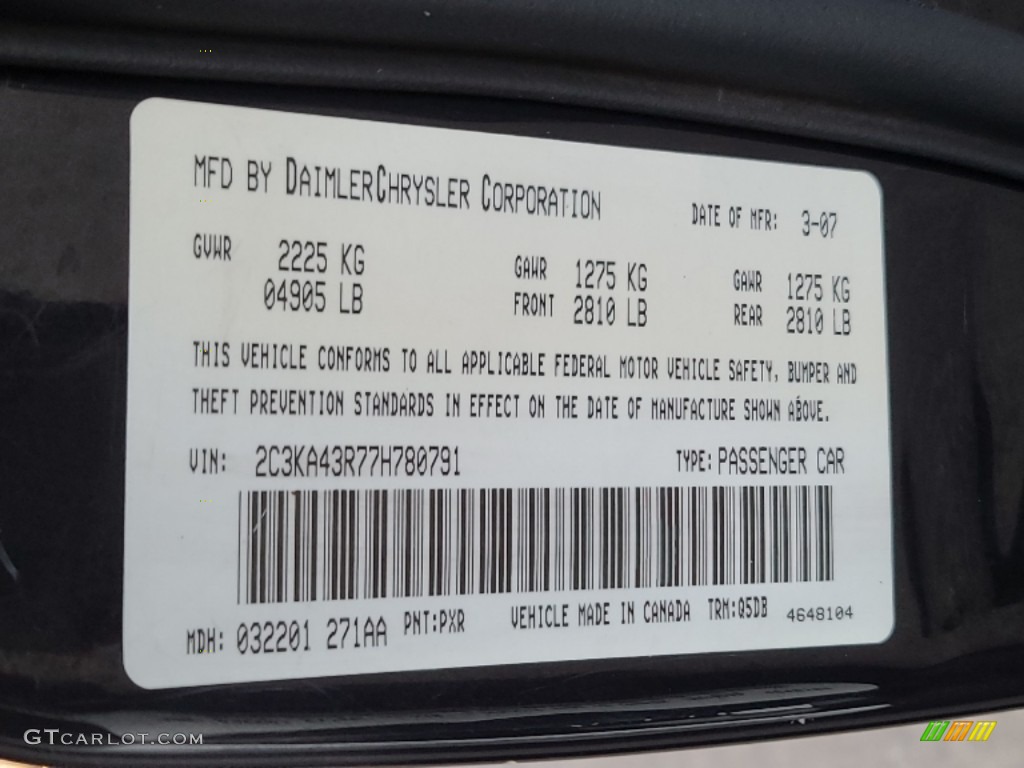 MFD BY DAIMLERCHRYSLER CORPORATION DATE OF MFR: 3-07
GVWR 2225 KG GAWR 1275 KG GAWR 1275 KG
04905 LB FRONT 2810 LB REAR 2810 LB
THIS VEHICLE CONFORMS TO ALL APPLICABLE FEDERAL MOTOR VEHICLE SAFETY, BUMPER AND
THEFT PREVENTION STANDARDS IN EFFECT ON THE DATE OF MANUFACTURE SHOWN ABOVE.
VIN: 2C3KA43R77H780791 TYPE: PASSENGER CAR
MDH: 032201 271AA PNT:PXR VEHICLE MADE IN CANADA TRM:Q5DB 4648104
GTCARLOT.COM